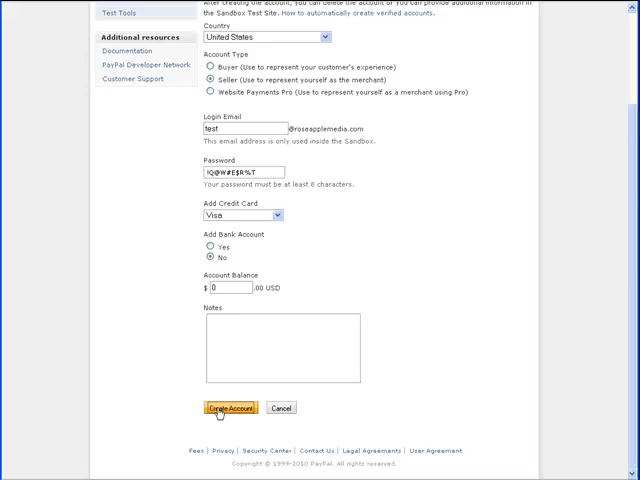 After creating the account, you can delete the account or you can provide additional information in
Test Tools
the Sandbox Test Site. How to automatically create verified accounts.
Country
United States
Additional resources
Documentation
PayPal Developer Network
Customer Support
Account Type
Buyer (Use to represent your customer's experience)
Seller (Use to represent yourself as the merchant)
Website Payments Pro (Use to represent yourself as a merchant using Pro)
Login Email
test @roseapplemedia.com
This email address is only used inside the Sandbox.
Password
!Q@W#E$R%T
Your password must be at least 8 characters.
Add Credit Card
Visa
Add Bank Account
Yes
No
Account Balance
$ 0 .00 USD
Notes
Create Account Cancel
Fees | Privacy | Security Center | Contact Us | Legal Agreements | User Agreement
Copyright © 1999-2010 PayPal. All rights reserved.